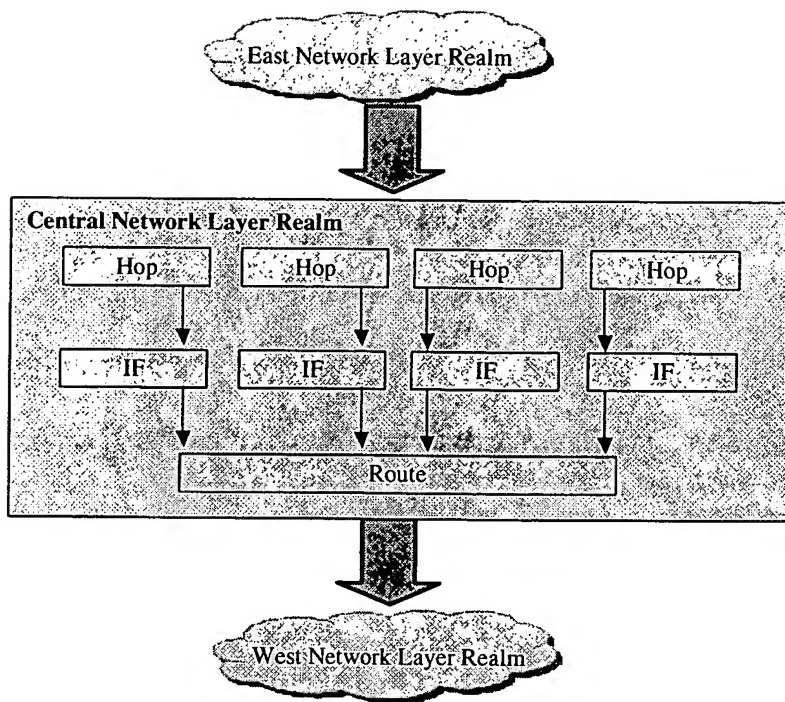 East Network Layer Realm
Central Network Layer Realm
Hop Hop Hop Hop
IF IF IF IF
Route
West Network Layer Realm